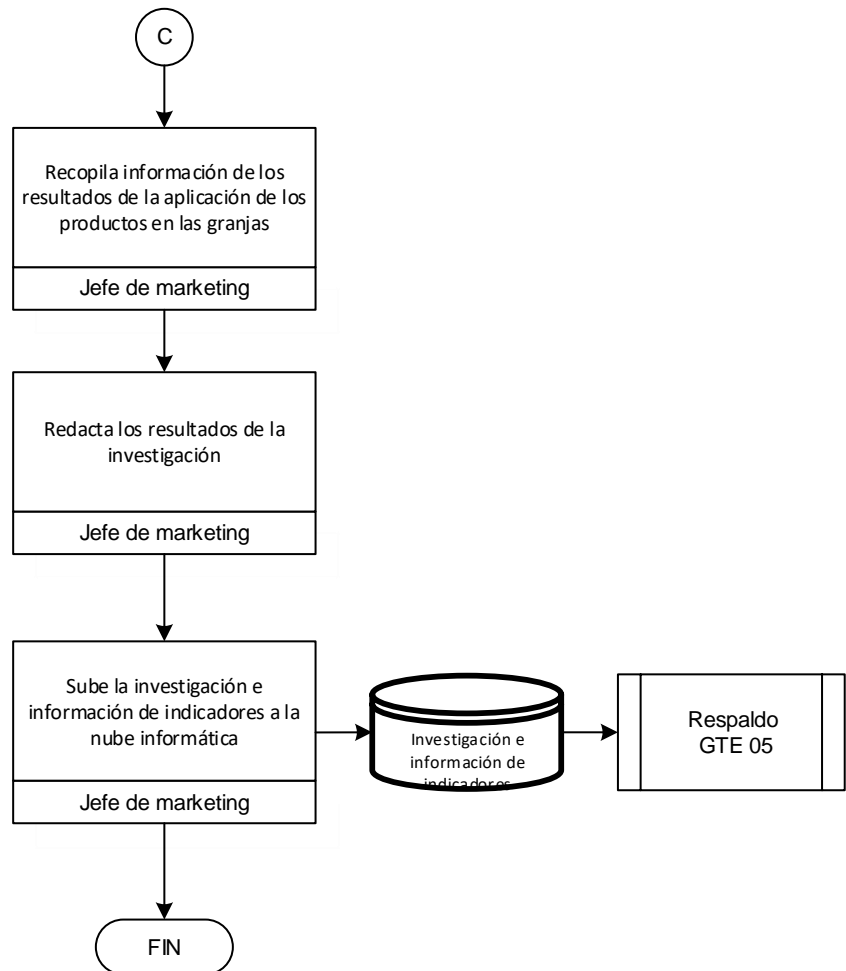 C
Recopila información de los
resultados de la aplicación de los
productos en las granjas
Jefe de marketing
Redacta los resultados de la
investigación
Jefe de marketing
Sube la investigación e
información de indicadores a la
nube informática
Jefe de marketing
Investigación e
información de
indicadores
Respaldo
GTE 05
FIN